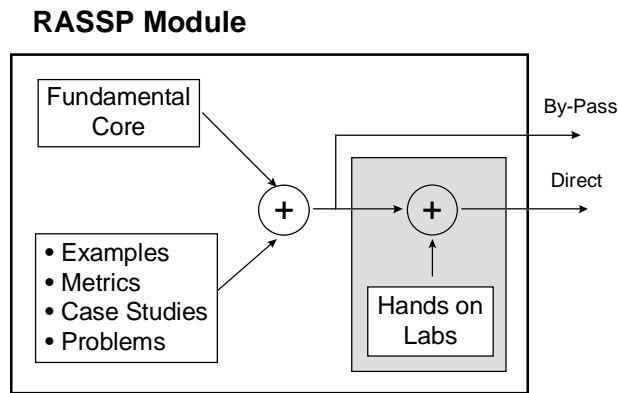 RASSP Module
Fundamental
Core
By-Pass
Direct
+
+
• Examples
• Metrics
• Case Studies
• Problems
Hands on
Labs